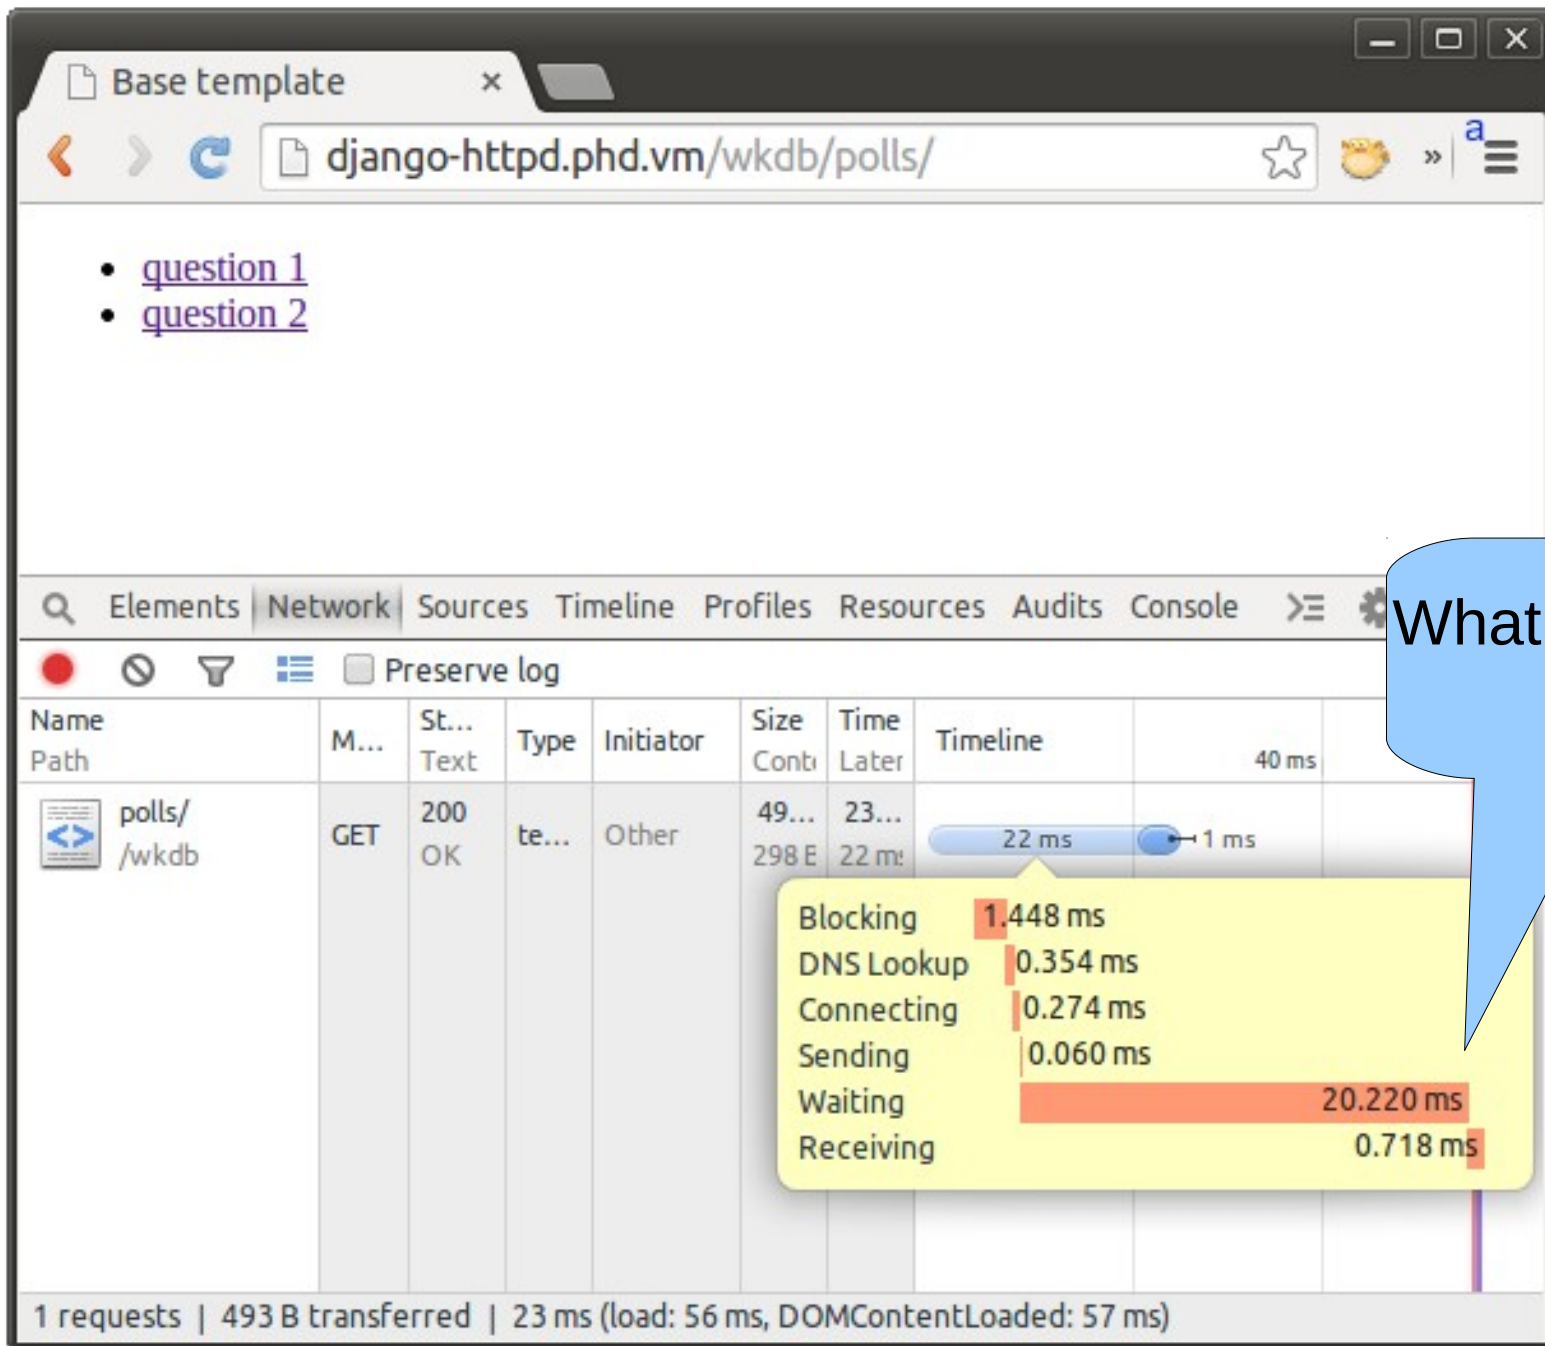 Base template
django-httpd.phd.vm/wkdb/polls/
a
question 1
question 2
Elements Network Sources Timeline Profiles Resources Audits Console
What
Preserve log
Name M... St... Type Initiator Size Time Timeline
Path Text Later 40 ms
polls/ GET 200 te... Other 49... 23... 22 ms 1 ms
/wkdb OK 298 22 m
Blocking 1.448 ms
DNS Lookup 0.354 ms
Connecting 0.274 ms
Sending 0.060 ms
Waiting 20.220 ms
Receiving 0.718 ms
1 requests | 493 B transferred | 23 ms (load: 56 ms, DOMContentLoaded: 57 ms)